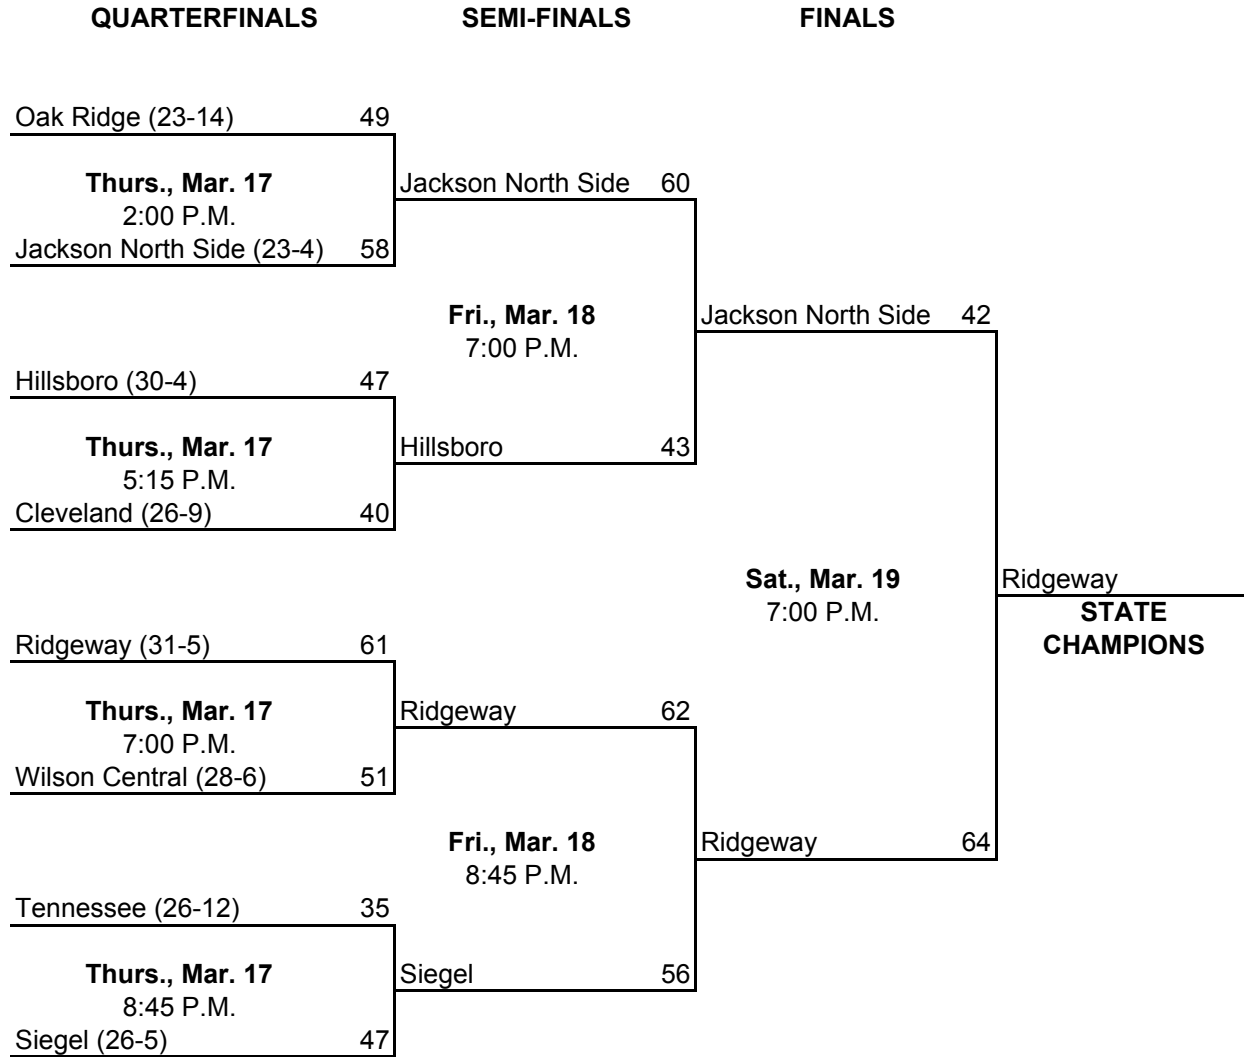 QUARTERFINALS SEMI-FINALS FINALS
Oak Ridge (23-14) 49
Thurs., Mar. 17
2:00 P.M.
Jackson North Side (23-4) 58
Hillsboro (30-4) 47
Thurs., Mar. 17
5:15 P.M.
Cleveland (26-9) 40
Ridgeway (31-5) 61
Thurs., Mar. 17
7:00 P.M.
Wilson Central (28-6) 51
Tennessee (26-12) 35
Thurs., Mar. 17
8:45 P.M.
Siegel (26-5) 47
Jackson North Side 60
Fri., Mar. 18
7:00 P.M.
Hillsboro 43
Ridgeway 62
Fri., Mar. 18
8:45 P.M.
Siegel 56
Jackson North Side 42
Sat., Mar. 19
7:00 P.M.
Ridgeway 64
Ridgeway
STATE
CHAMPIONS